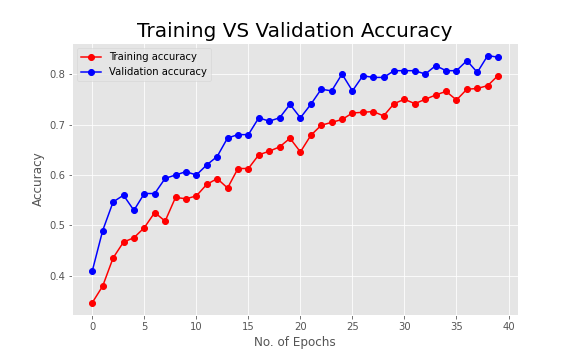 Training VS Validation Accuracy
Training accuracy
Validation accuracy
0.8
0.7
0.6
0.5
0.4
Accuracy
0 5 10 15 20 25 30 35 40
No. of Epochs